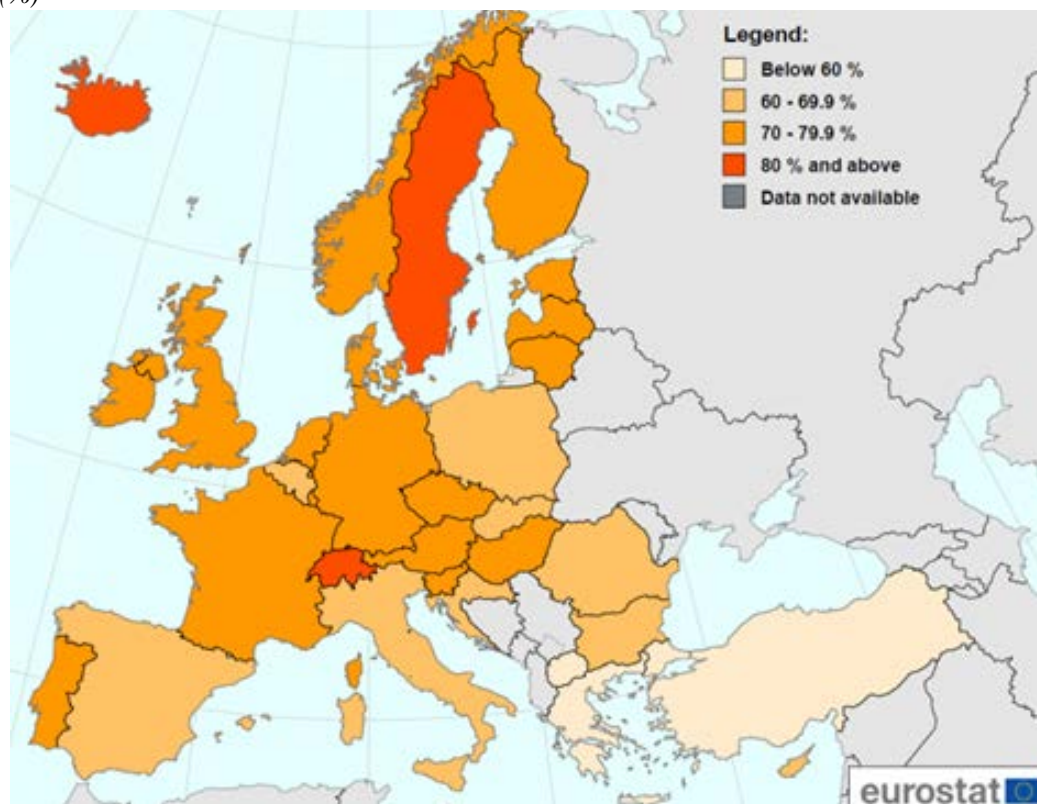 (%)
Legend:
Below 60 %
60 - 69.9 %
70 - 79.9 %
80 % and above
Data not available
eurostat